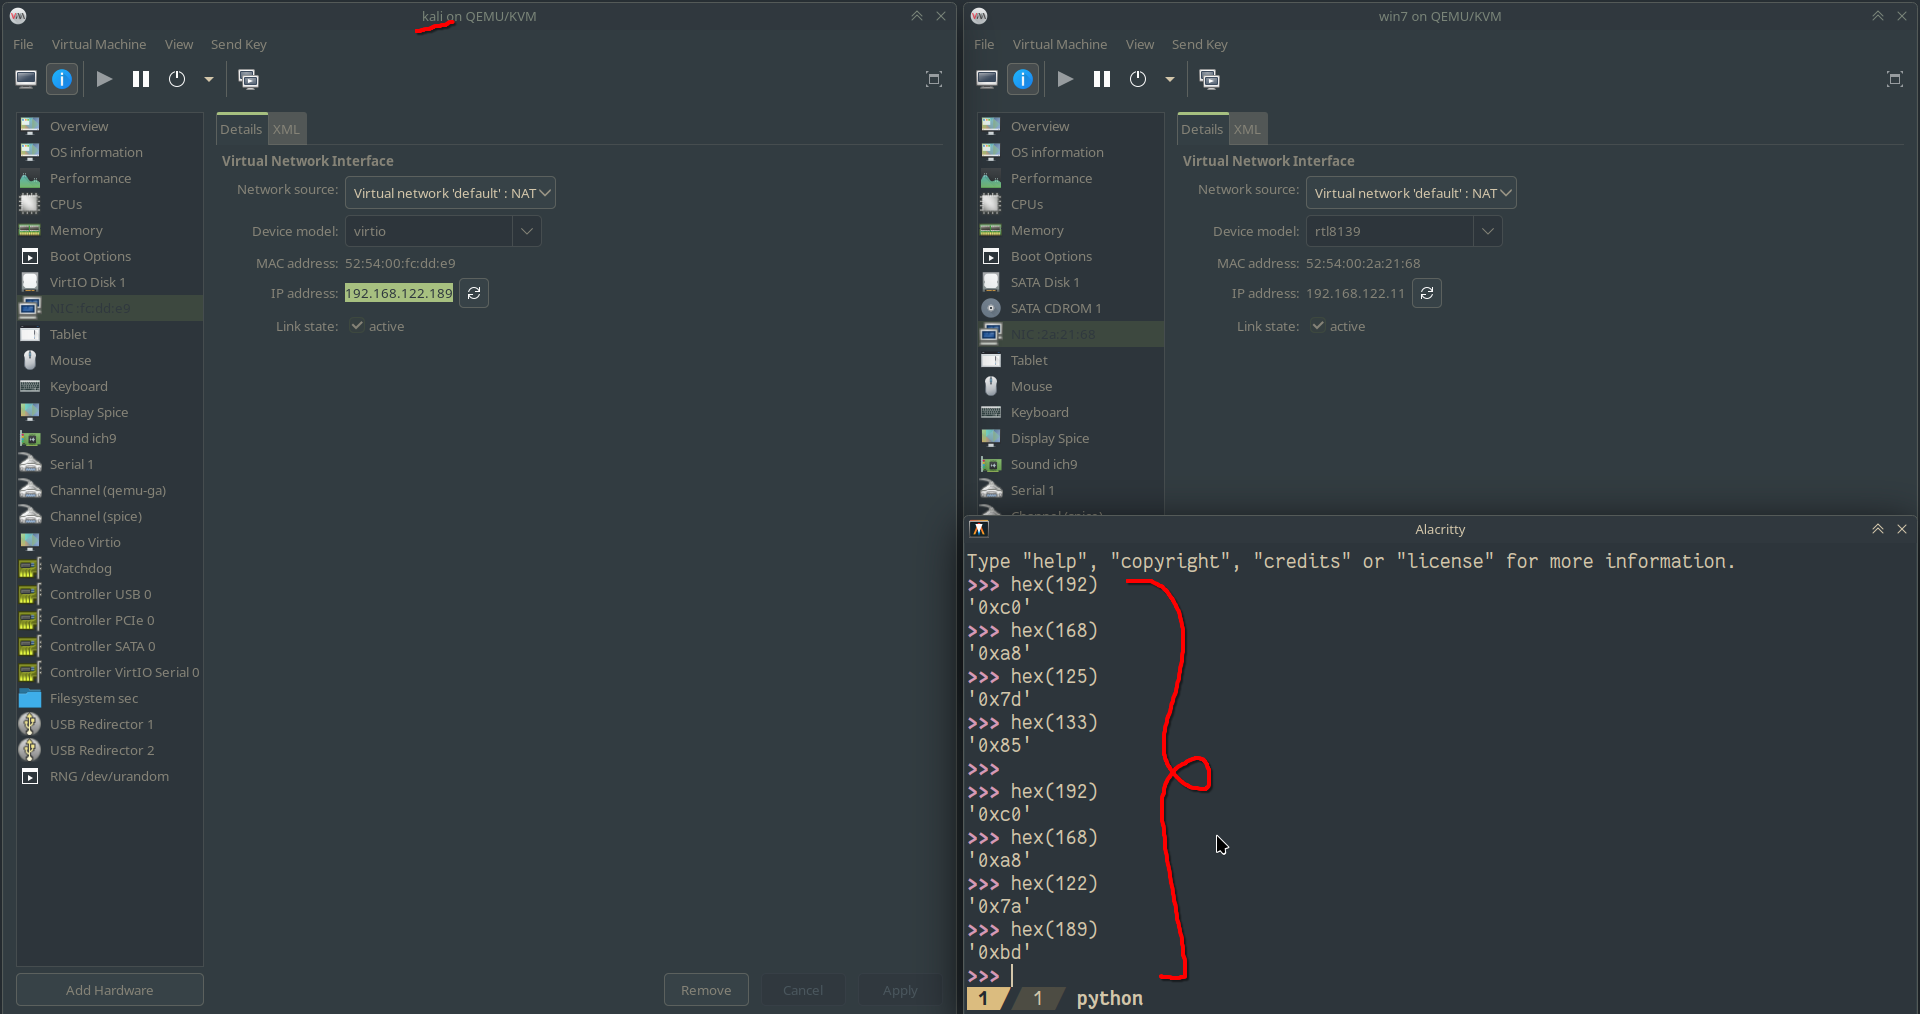 kali on QEMU/KVM
File Virtual Machine View Send Key
Details XML
Overview
OS information
Performance
CPUs
Memory
Boot Options
VirtIO Disk 1
NIC :fc:dd:e9
Tablet
Mouse
Keyboard
Display Spice
Sound ich9
Serial 1
Channel (qemu-ga)
Channel (spice)
Video Virtio
Watchdog
Controller USB 0
Controller PCIe 0
Controller SATA 0
Controller VirtIO Serial 0
Filesystem sec
USB Redirector 1
USB Redirector 2
RNG /dev/urandom
Add Hardware
Virtual Network Interface
Network source: Virtual network 'default' : NAT
Device model: virtio
MAC address: 52:54:00:fc:dd:e9
IP address: 192.168.122.189
Link state: active
Remove Cancel Apply
win7 on QEMU/KVM
File Virtual Machine View Send Key
Details XML
Overview
OS information
Performance
CPUs
Memory
Boot Options
SATA Disk 1
SATA CDROM 1
NIC :2a:21:68
Tablet
Mouse
Keyboard
Display Spice
Sound ich9
Serial 1
Channel (spice)
Virtual Network Interface
Network source: Virtual network 'default' : NAT
Device model: rtl8139
MAC address: 52:54:00:2a:21:68
IP address: 192.168.122.11
Link state: active
Alacritty
Type "help", "copyright", "credits" or "license" for more information.
>>> hex(192)
'0xc0'
>>> hex(168)
'0xa8'
>>> hex(125)
'0x7d'
>>> hex(133)
'0x85'
>>>
>>> hex(192)
'0xc0'
>>> hex(168)
'0xa8'
>>> hex(122)
'0x7a'
>>> hex(189)
'0xbd'
>>>
1 1 python